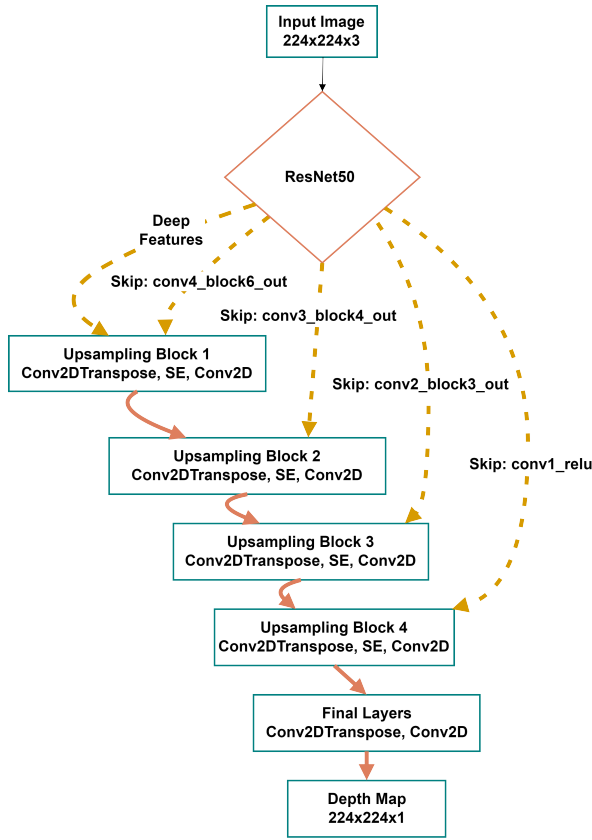 Input Image
224x224x3
ResNet50
Deep
Features
Skip: conv4_block6_out
Skip: conv3_block4_out
Upsampling Block 1
Conv2DTranspose, SE, Conv2D
Skip: conv2_block3_out
Upsampling Block 2
Conv2DTranspose, SE, Conv2D
Skip: conv1_relu
Upsampling Block 3
Conv2DTranspose, SE, Conv2D
Upsampling Block 4
Conv2DTranspose, SE, Conv2D
Final Layers
Conv2DTranspose, Conv2D
Depth Map
224x224x1